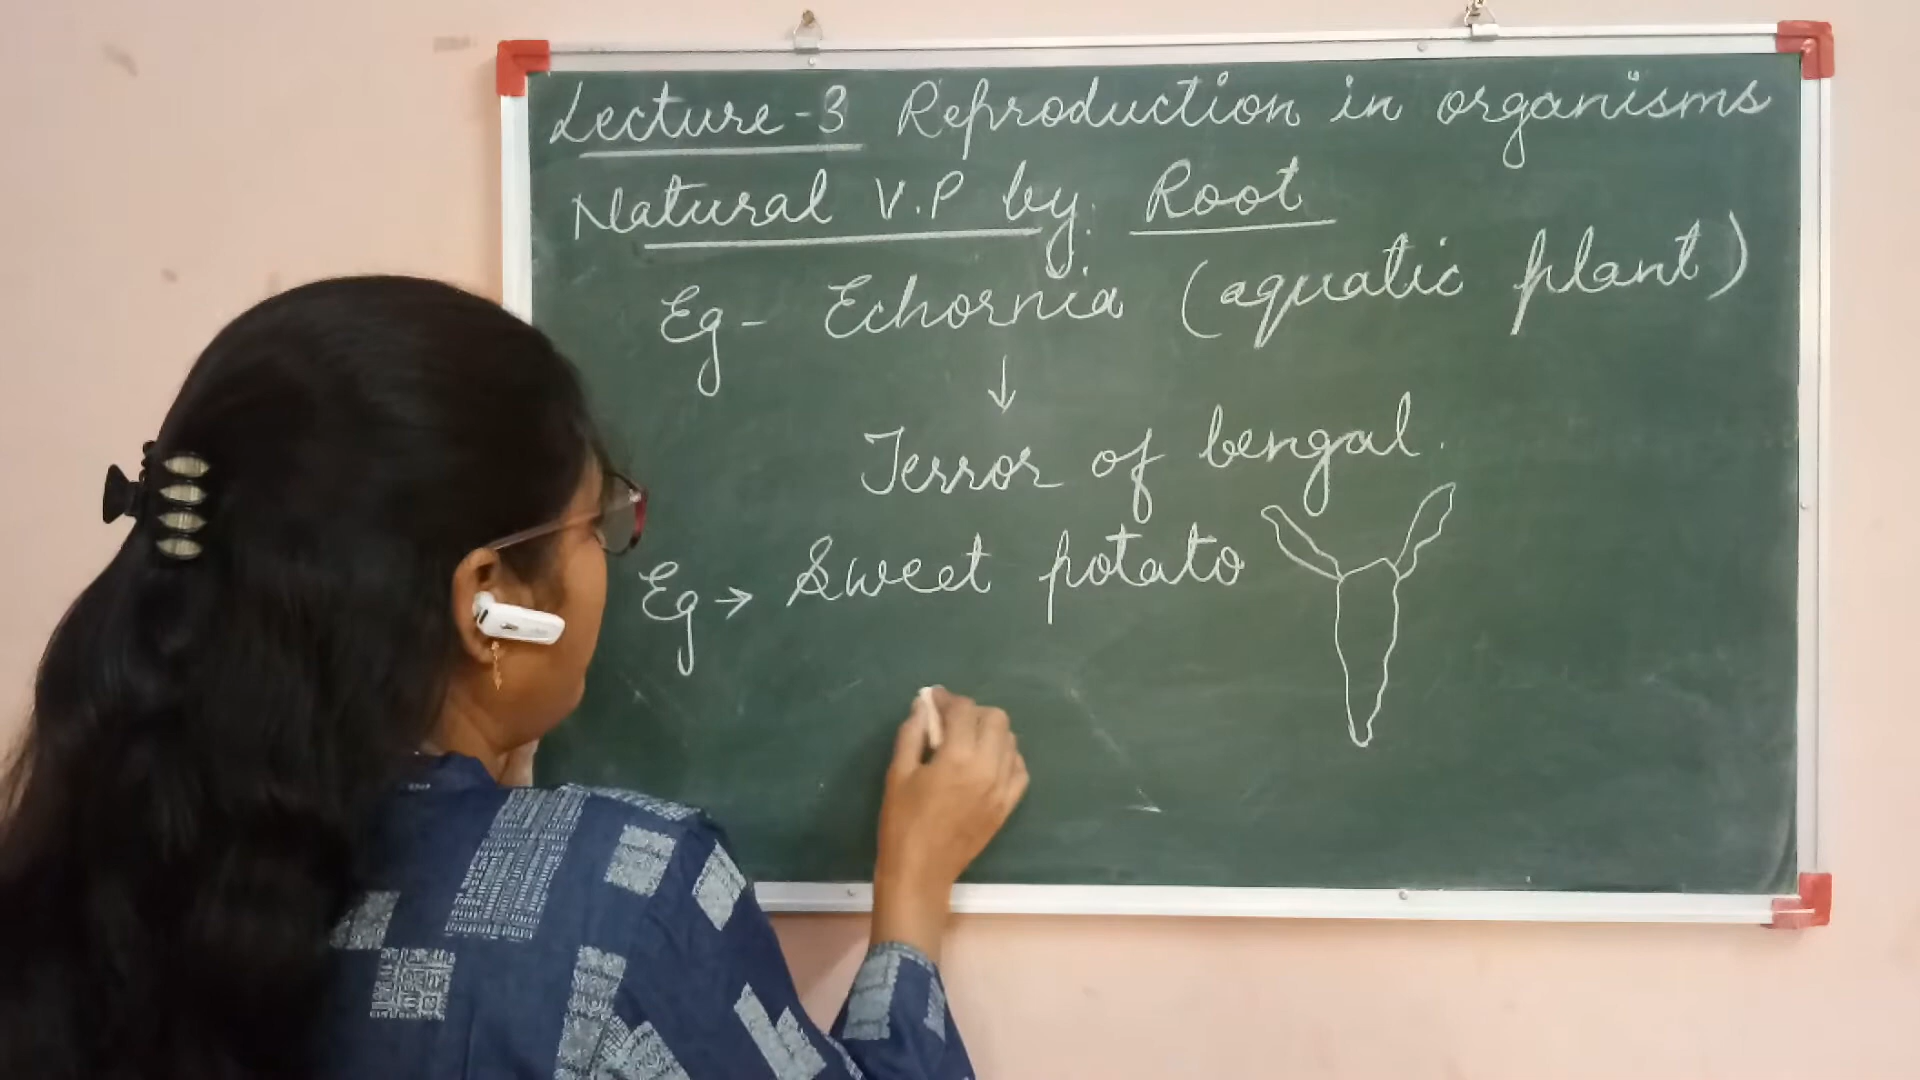 Lecture-3 Reproduction in organisms
Natural V.P by. Root
Eg- Echornia (aquatic plant)
↓
Terror of bengal.
Eg → Sweet potato